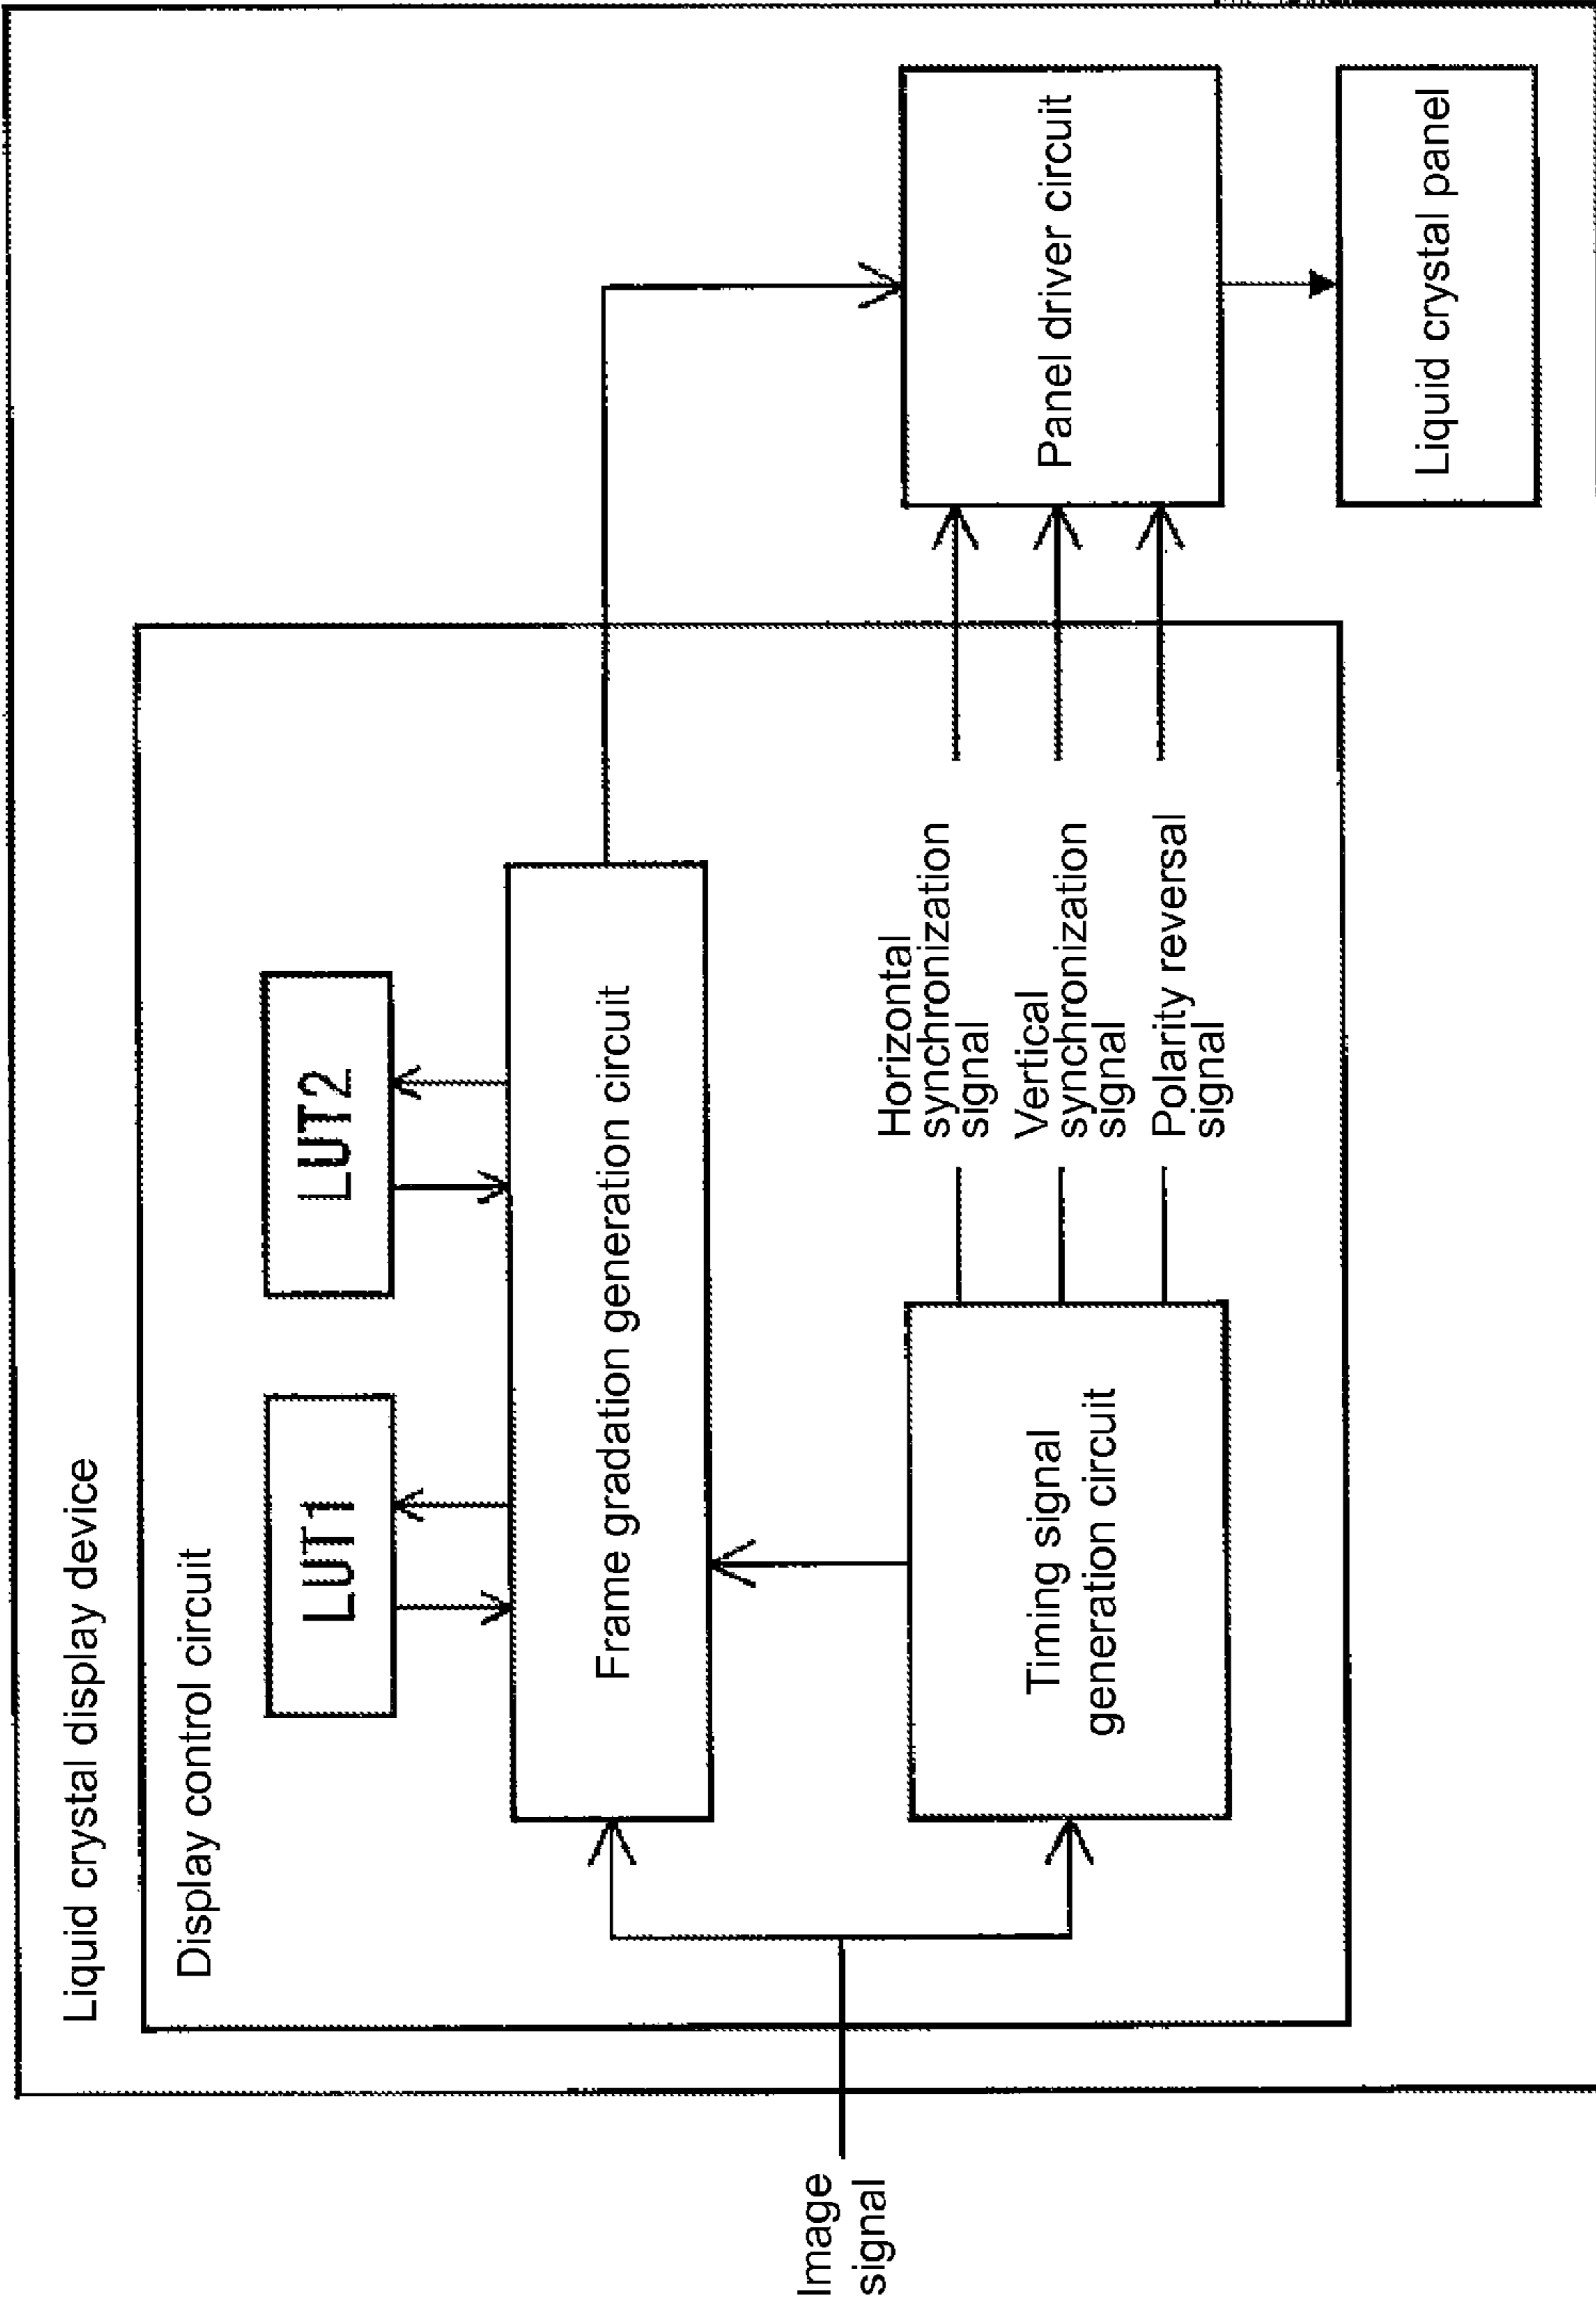 Liquid crystal display device
Display control circuit
LUT1
LUT2
Frame gradation generation circuit
Image
signal
Timing signal
generation circuit
Horizontal
synchronization
signal
Vertical
synchronization
signal
Polarity reversal
signal
Panel driver circuit
Liquid crystal panel